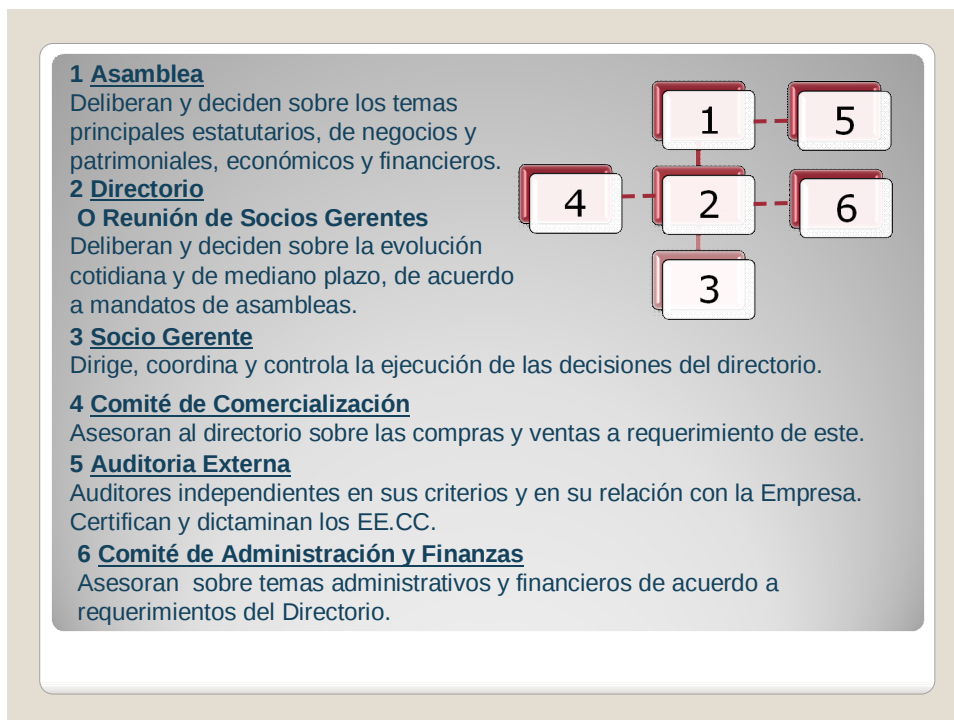 1 Asamblea
Deliberan y deciden sobre los temas
principales estatutarios, de negocios y
patrimoniales, económicos y financieros.
2 Directorio
O Reunión de Socios Gerentes
Deliberan y deciden sobre la evolución
cotidiana y de mediano plazo, de acuerdo
a mandatos de asambleas.
3 Socio Gerente
Dirige, coordina y controla la ejecución de las decisiones del directorio.
4 Comité de Comercialización
Asesoran al directorio sobre las compras y ventas a requerimiento de este.
5 Auditoria Externa
Auditores independientes en sus criterios y en su relación con la Empresa.
Certifican y dictaminan los EE.CC.
6 Comité de Administración y Finanzas
Asesoran sobre temas administrativos y financieros de acuerdo a
requerimientos del Directorio.
1 5
4 2 6
3